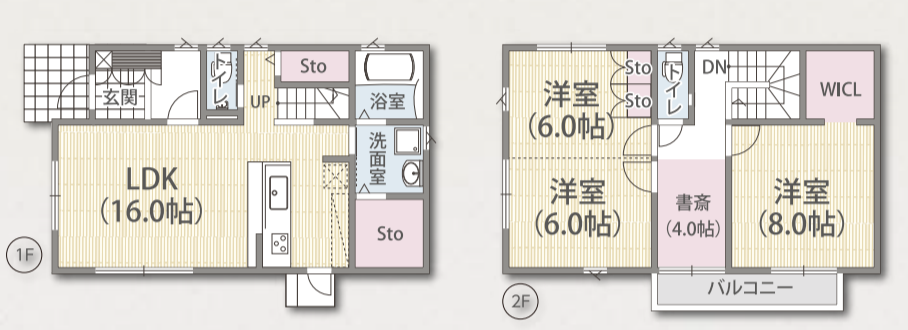 玄関
トイレ
Sto
UP
浴室
洗面室
LDK
(16.0帖)
Sto
1F
洋室
(6.0帖)
Sto
Sto
トイレ
DN
WICL
洋室
(6.0帖)
書斎
(4.0帖)
洋室
(8.0帖)
バルコニー
2F